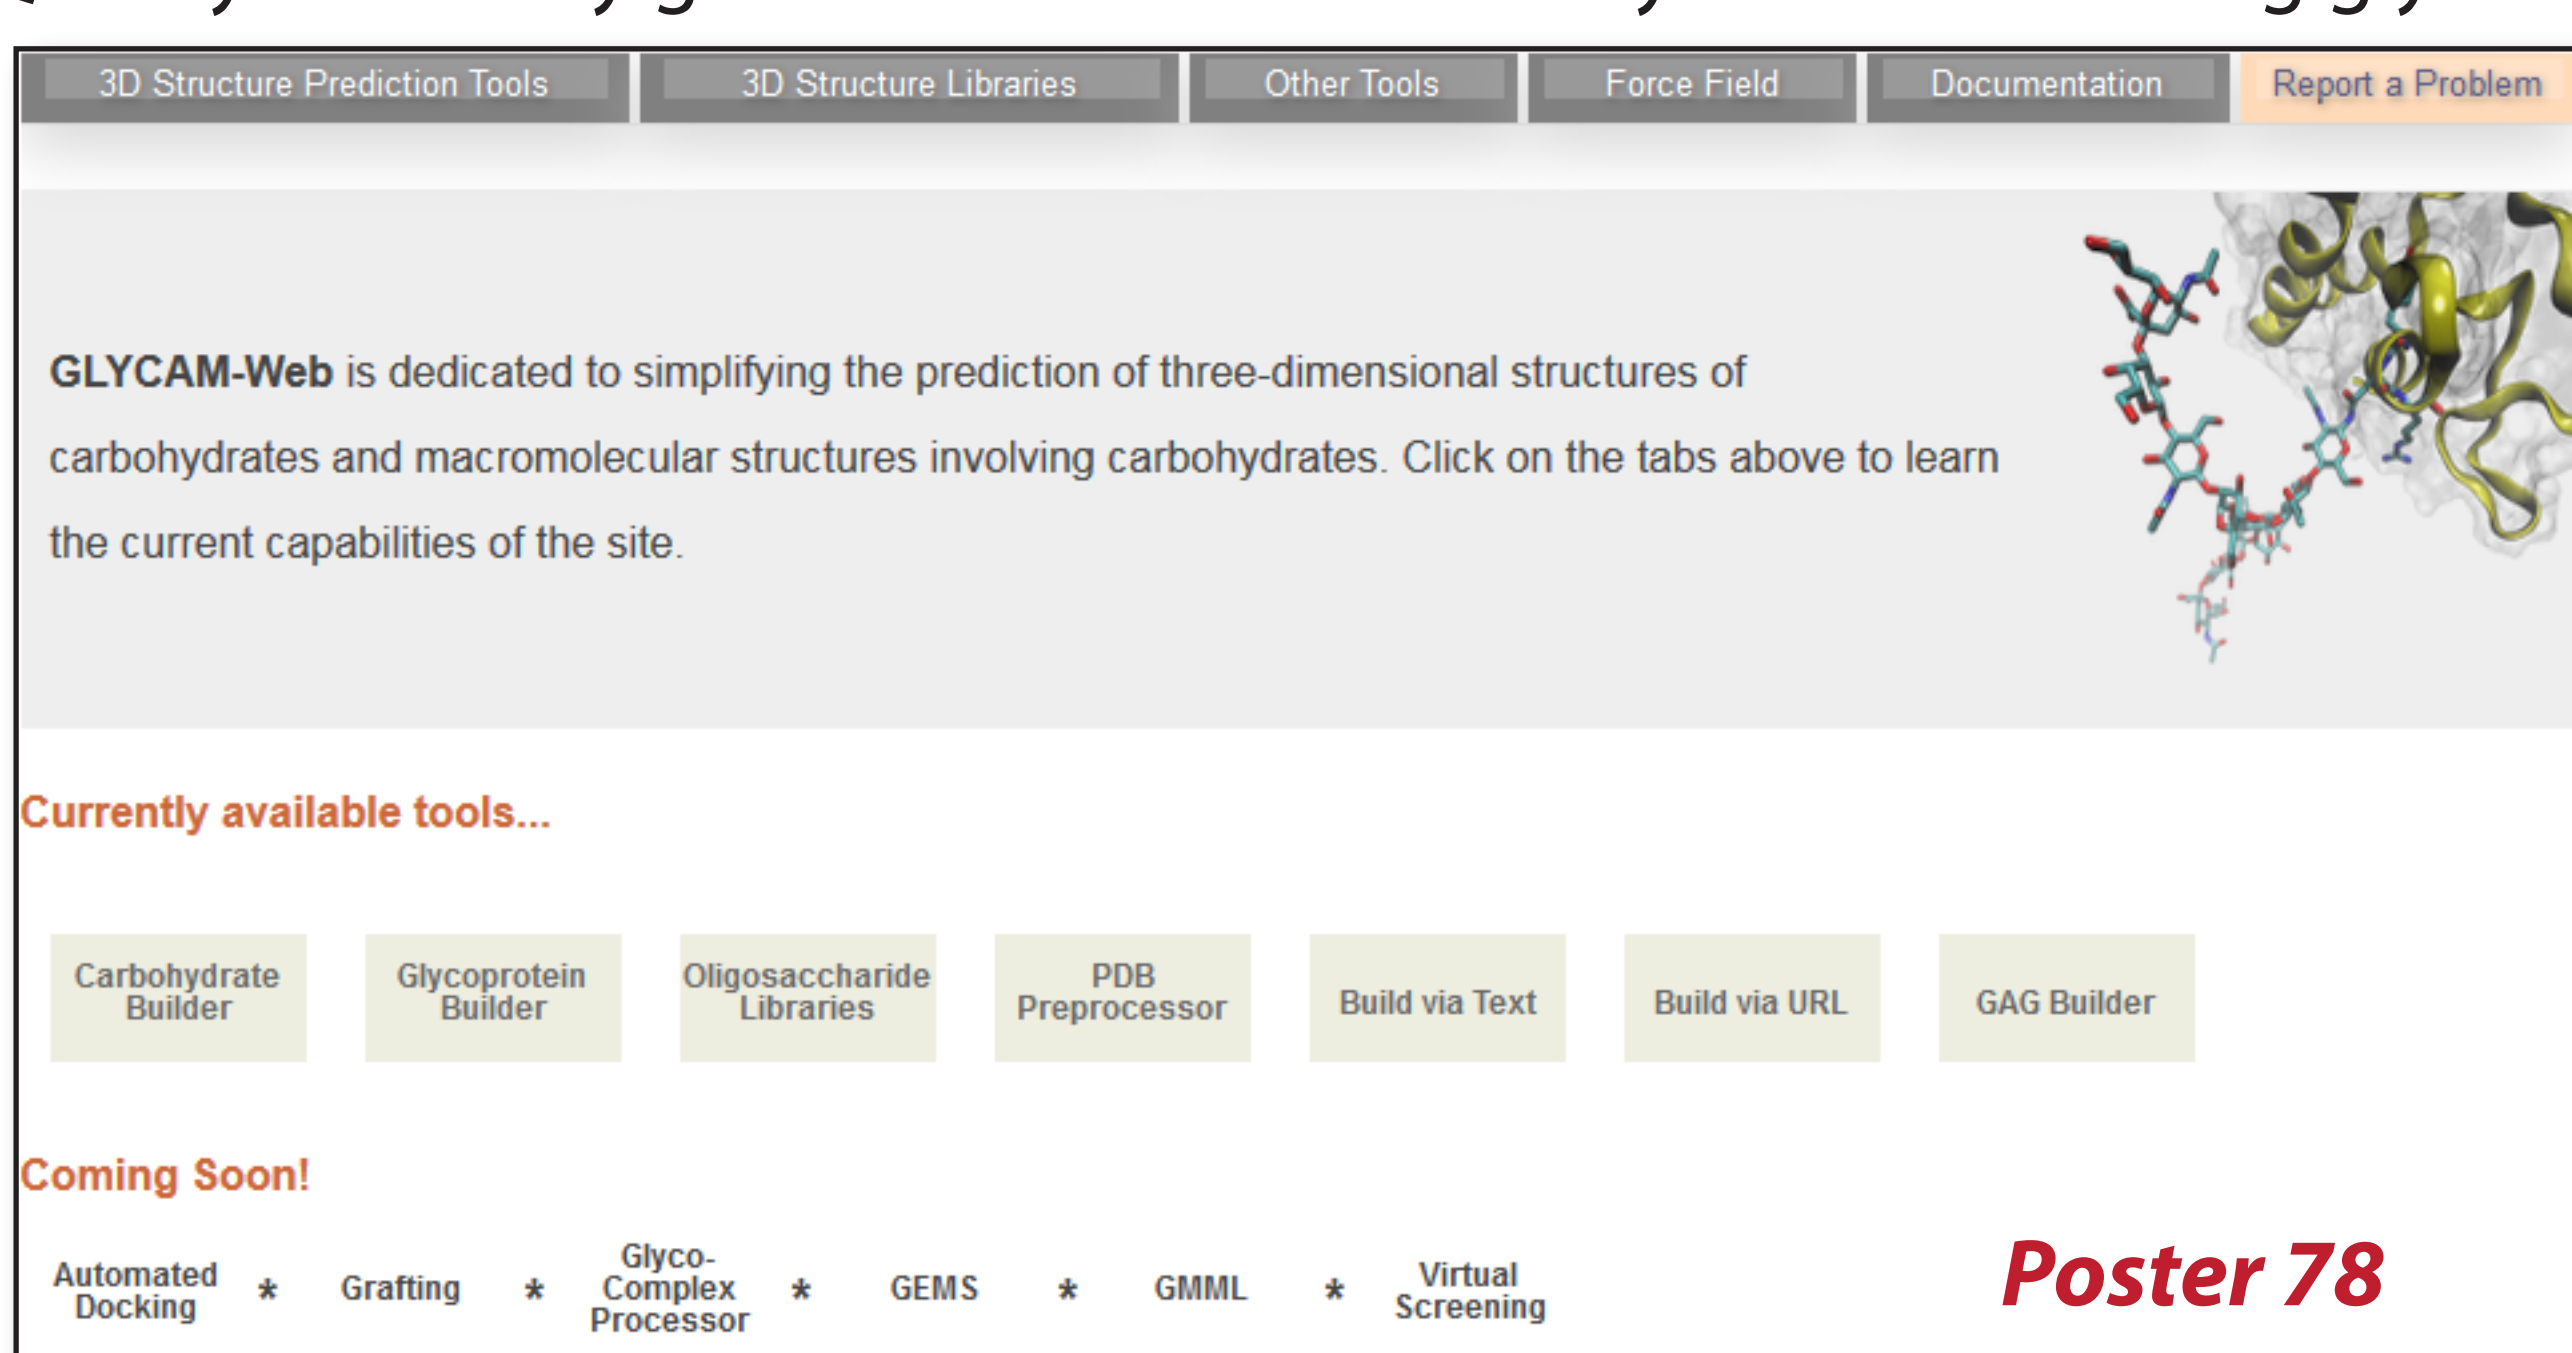 3D Structure Prediction Tools 3D Structure Libraries Other Tools Force Field Documentation Report a Problem
GLYCAM-Web is dedicated to simplifying the prediction of three-dimensional structures of
carbohydrates and macromolecular structures involving carbohydrates. Click on the tabs above to learn
the current capabilities of the site.
Currently available tools...
Carbohydrate
Builder
Glycoprotein
Builder
Oligosaccharide
Libraries
PDB
Preprocessor
Build via Text
Build via URL
GAG Builder
Coming Soon!
Automated
Docking
*
Grafting
*
Glyco-
Complex
Processor
*
GEMS
*
GMML
*
Virtual
Screening
Poster 78